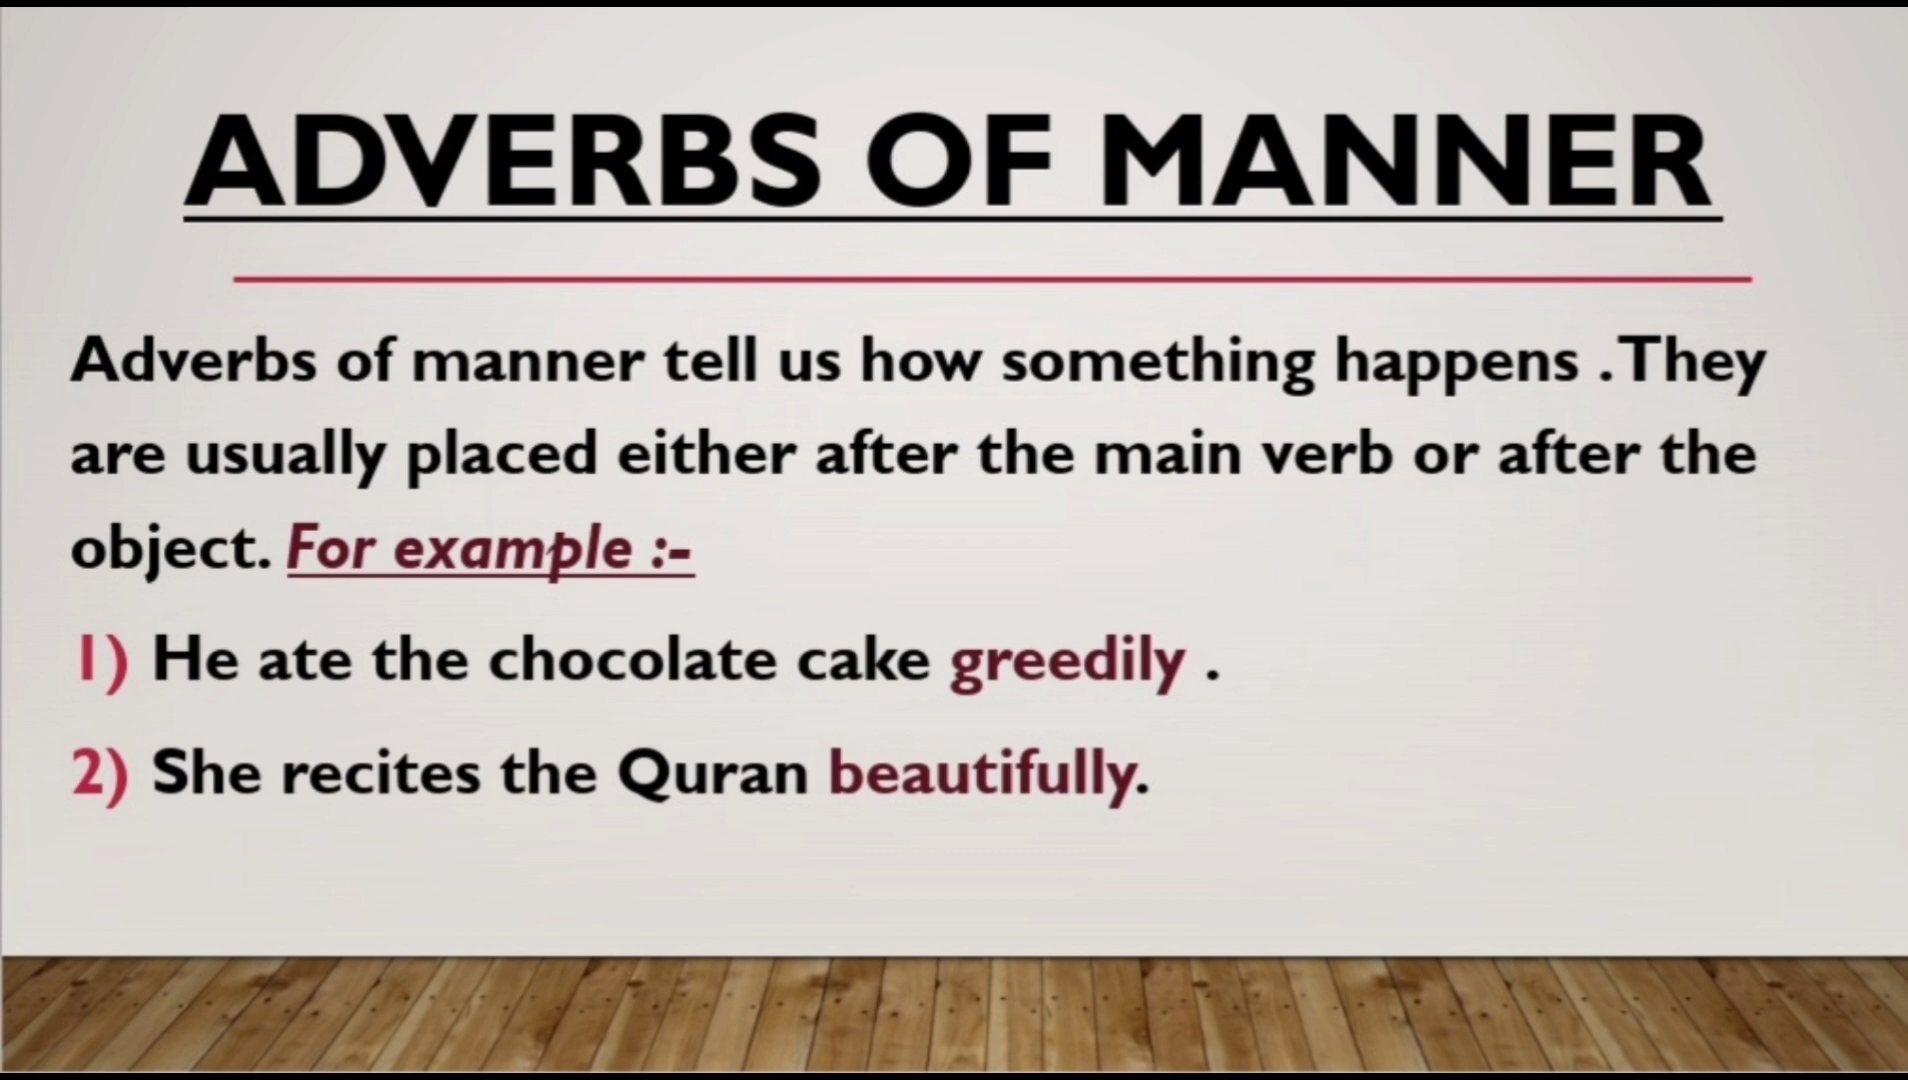 ADVERBS OF MANNER
Adverbs of manner tell us how something happens .They
are usually placed either after the main verb or after the
object. For example :-
1) He ate the chocolate cake greedily .
2) She recites the Quran beautifully.